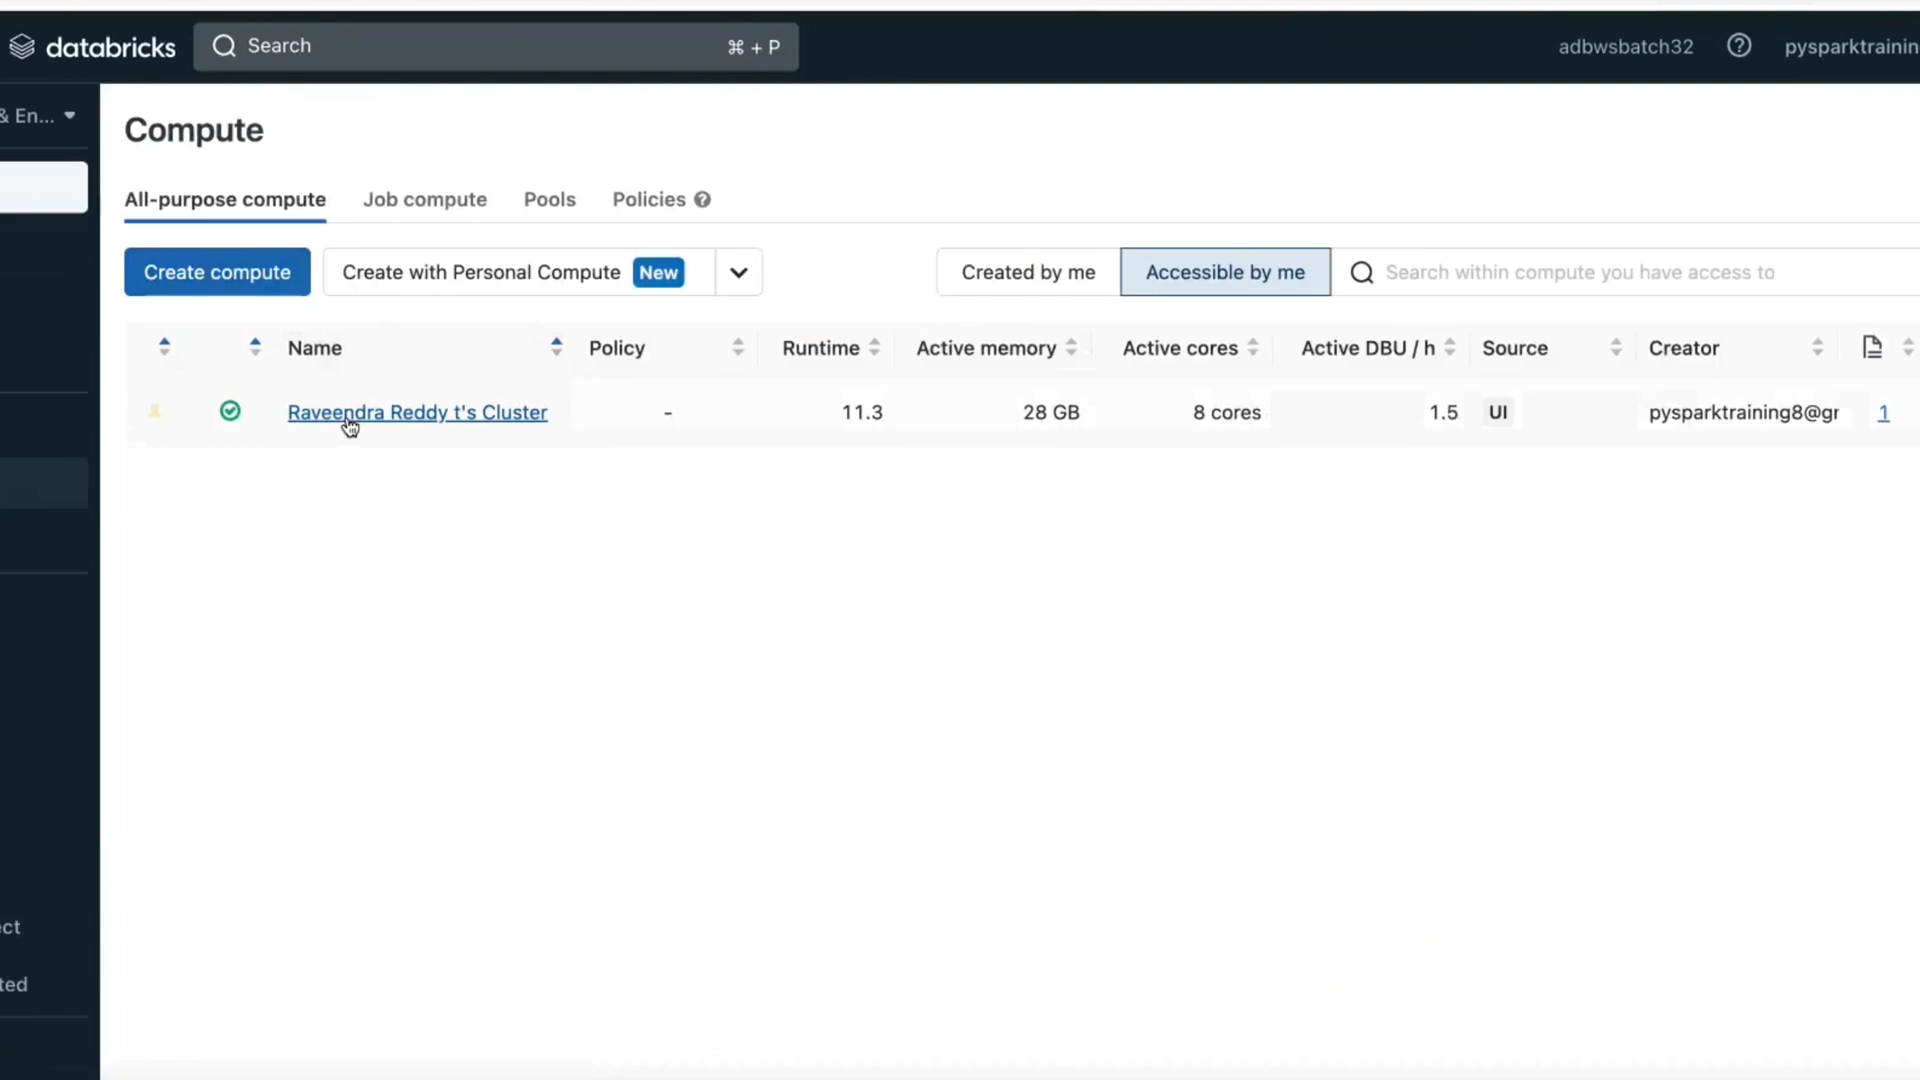 databricks Search ⌘ + P adbwsbatch32 pysparktrainin
& En...
Compute
All-purpose compute Job compute Pools Policies
Create compute Create with Personal Compute New Created by me Accessible by me Search within compute you have access to
Name Policy Runtime Active memory Active cores Active DBU / h Source Creator
Raveendra Reddy t's Cluster - 11.3 28 GB 8 cores 1.5 UI pysparktraining8@gr 1
ect
ted